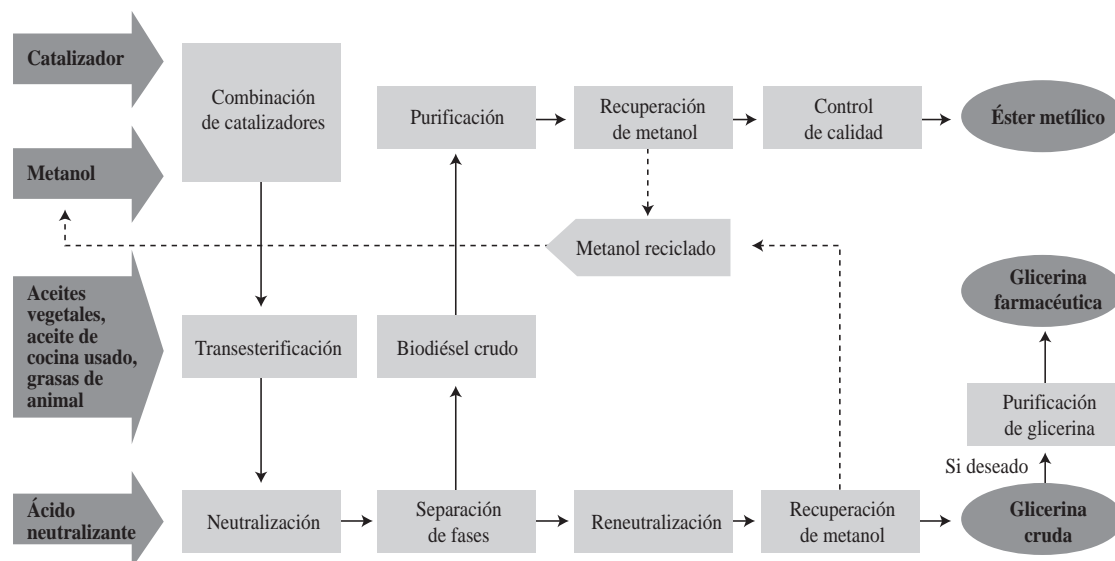 Catalizador
Combinación
de catalizadores
Purificación
Recuperación
de metanol
Control
de calidad
Éster metílico
Metanol
Metanol reciclado
Aceites
vegetales,
aceite de
cocina usado,
grasas de
animal
Transesterificación
Biodiésel crudo
Glicerina
farmacéutica
Purificación
de glicerina
Si deseado
Ácido
neutralizante
Neutralización
Separación
de fases
Reneutralización
Recuperación
de metanol
Glicerina
cruda